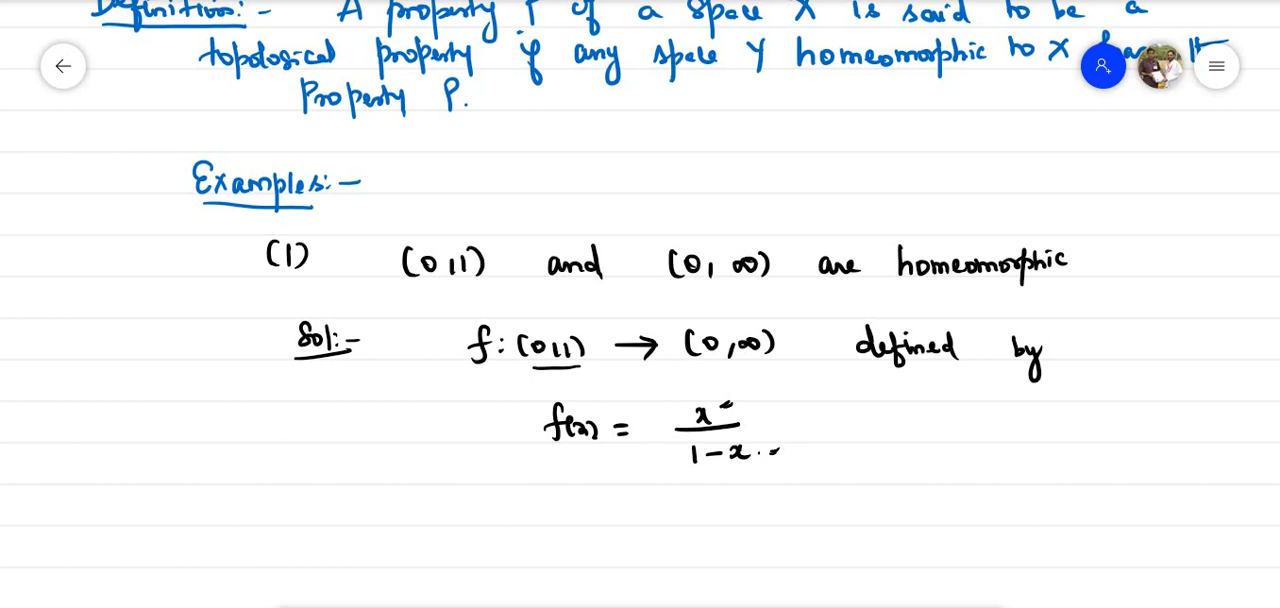 Definition:- A property P of a space X is said to be a
topological property if any space Y homeomorphic to X has
Property P.
Examples:-
(1) (0,1) and (0,∞) are homeomorphic
Sol:- f:(0,1) → (0,∞) defined by
f(x) = x / 1-x.